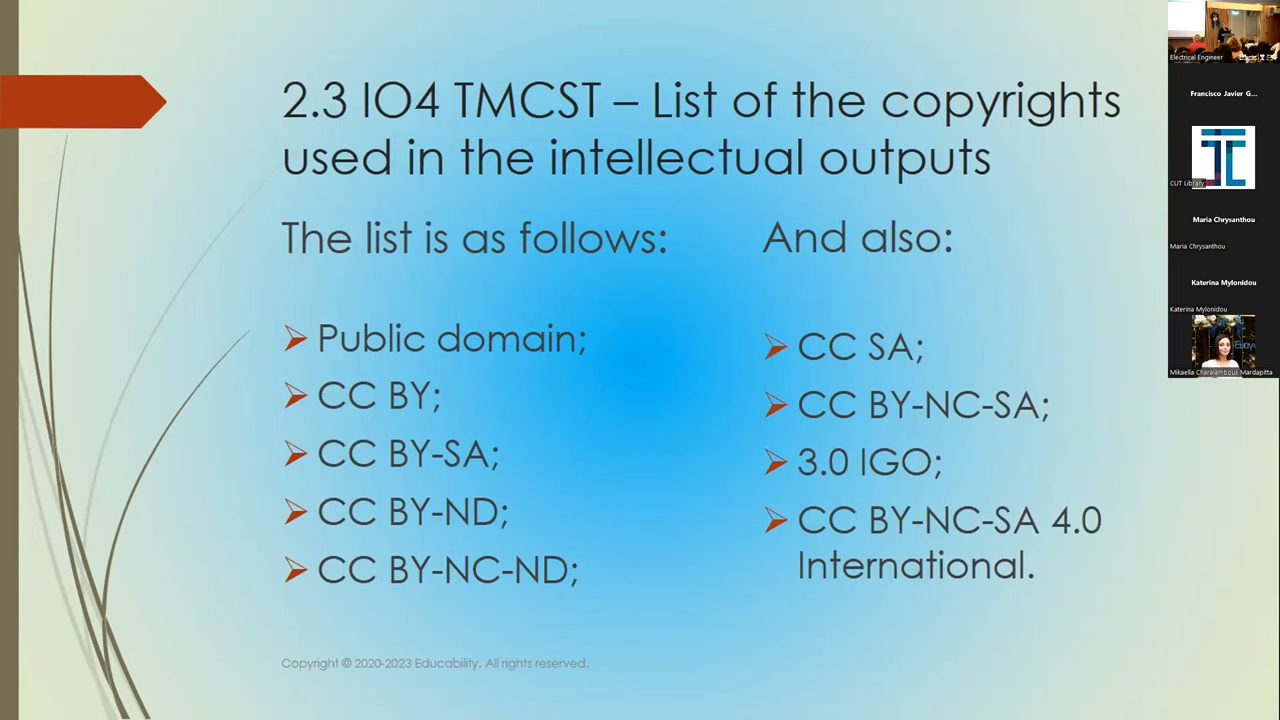 2.3 IO4 TMCST – List of the copyrights
used in the intellectual outputs
The list is as follows:
Public domain;
CC BY;
CC BY-SA;
CC BY-ND;
CC BY-NC-ND;
And also:
CC SA;
CC BY-NC-SA;
3.0 IGO;
CC BY-NC-SA 4.0
International.
Copyright © 2020-2023 Educability. All rights reserved.
Electrical Engineer
Francisco Javier G...
CUT Library
Maria Chrysanthou
Maria Chrysanthou
Katerina Mylonidou
Katerina Mylonidou
Mikaella Charalambous Mardapitta